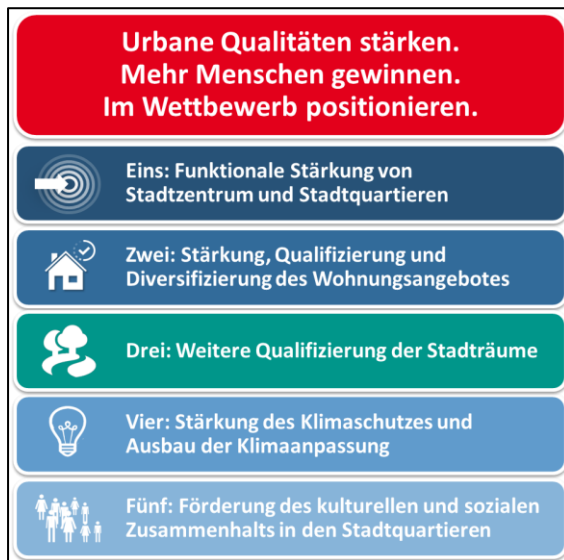 Urbane Qualitäten stärken.
Mehr Menschen gewinnen.
Im Wettbewerb positionieren.
Eins: Funktionale Stärkung von
Stadtzentrum und Stadtquartieren
Zwei: Stärkung, Qualifizierung und
Diversifizierung des Wohnungsangebotes
Drei: Weitere Qualifizierung der Stadträume
Vier: Stärkung des Klimaschutzes und
Ausbau der Klimaanpassung
Fünf: Förderung des kulturellen und sozialen
Zusammenhalts in den Stadtquartieren